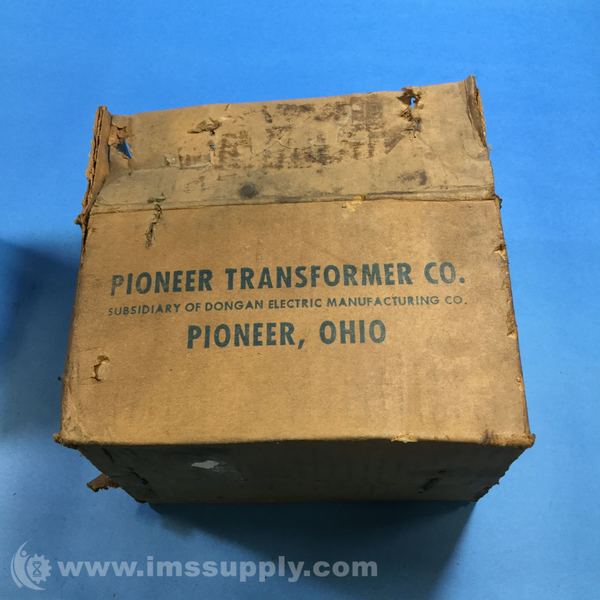 PIONEER TRANSFORMER CO.
SUBSIDIARY OF DONGAN ELECTRIC MANUFACTURING CO.
PIONEER, OHIO
www.imssupply.com